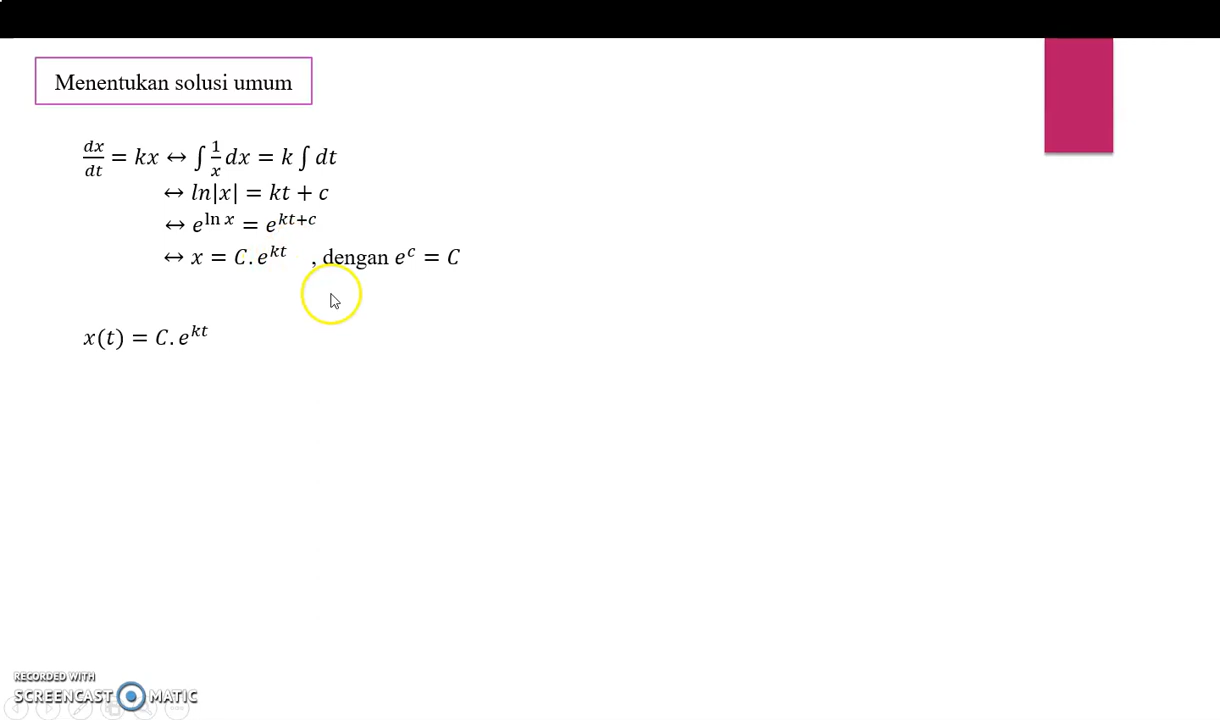 Menentukan solusi umum
dx/dt = kx ↔ ∫ 1/x dx = k ∫ dt
↔ ln|x| = kt + c
↔ e^{ln x} = e^{kt+c}
↔ x = C. e^{kt} , dengan e^c = C
x(t) = C. e^{kt}
RECORDED WITH
SCREENCAST MATIC